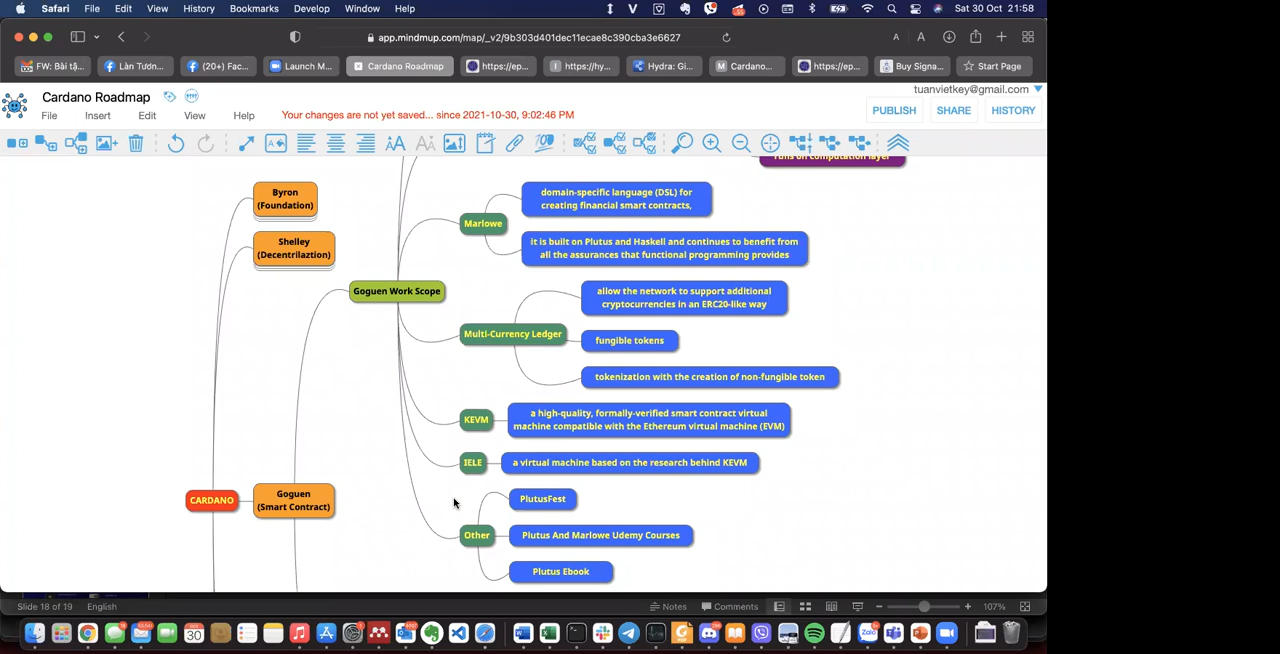 Safari File Edit View History Bookmarks Develop Window Help Sat 30 Oct 21:58
app.mindmup.com/map/_v2/9b303d401dec11ecae8c390cba3e6627
FW: Bài tậ... Làn Tươn... (20+) Fac... Launch M... Cardano Roadmap https://ep... https://hy... Hydra: Gi... Cardano... https://ep... Buy Signa... Start Page
tuanvietkey@gmail.com
Cardano Roadmap
File Insert Edit View Help Your changes are not yet saved... since 2021-10-30, 9:02:46 PM
PUBLISH SHARE HISTORY
runs on computation layer
Byron
(Foundation)
Shelley
(Decentrilaztion)
Goguen Work Scope
Marlowe
domain-specific language (DSL) for
creating financial smart contracts,
it is built on Plutus and Haskell and continues to benefit from
all the assurances that functional programming provides
Multi-Currency Ledger
allow the network to support additional
cryptocurrencies in an ERC20-like way
fungible tokens
tokenization with the creation of non-fungible token
KEVM
a high-quality, formally-verified smart contract virtual
machine compatible with the Ethereum virtual machine (EVM)
IELE
a virtual machine based on the research behind KEVM
CARDANO
Goguen
(Smart Contract)
Other
PlutusFest
Plutus And Marlowe Udemy Courses
Plutus Ebook
Slide 18 of 19 English Notes Comments 107%